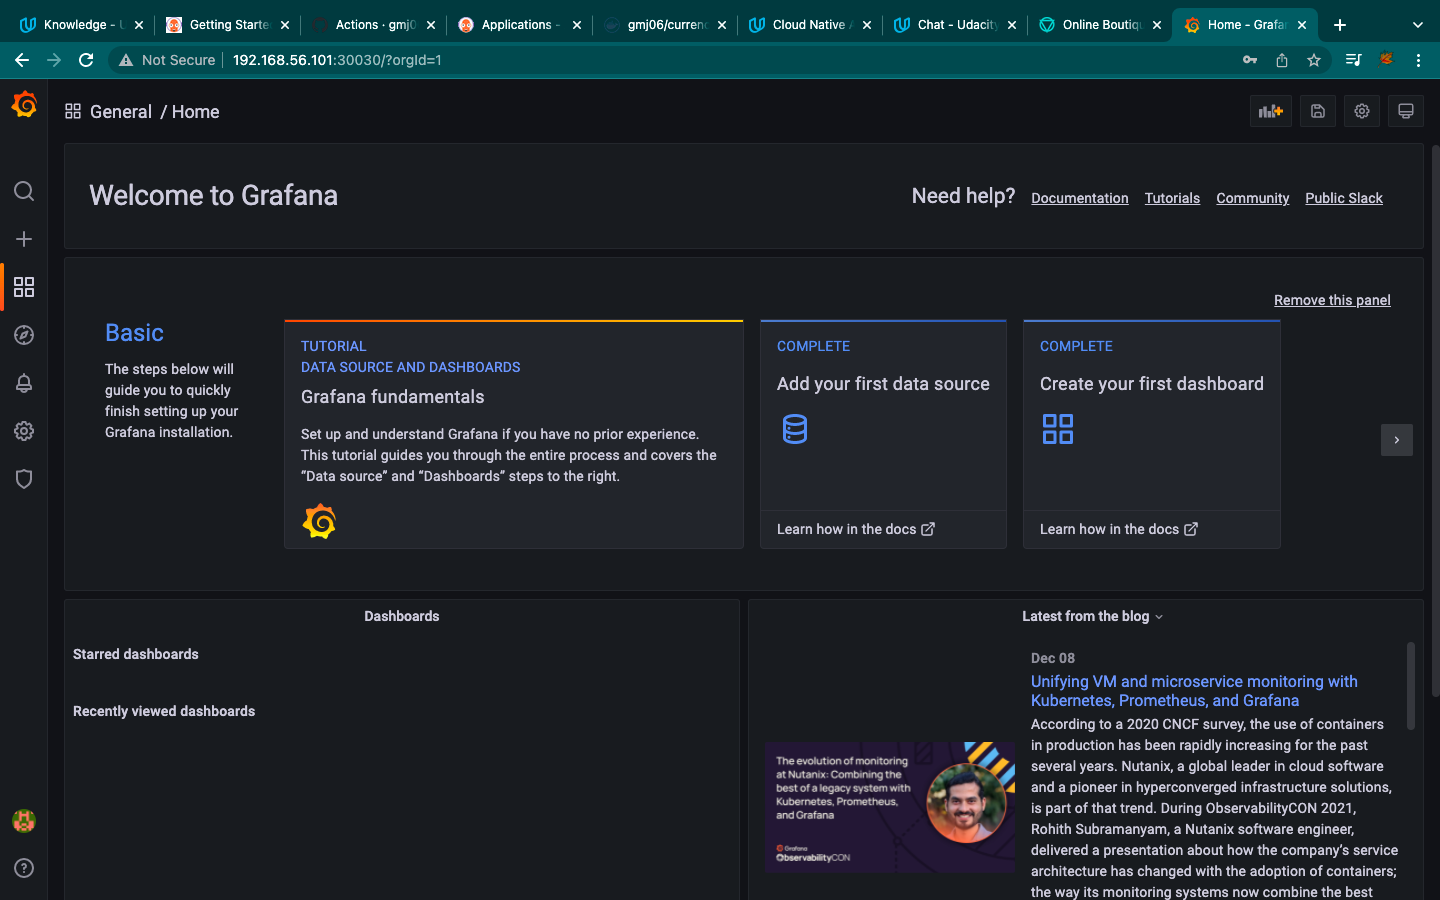 Knowledge - U
Getting Starte
Actions · gmj0
Applications -
gmj06/curren
Cloud Native A
Chat - Udacity
Online Boutiqu
Home - Grafan
Not Secure
192.168.56.101:30030/?orgId=1
General / Home
Welcome to Grafana
Need help?
Documentation
Tutorials
Community
Public Slack
Remove this panel
Basic
The steps below will
guide you to quickly
finish setting up your
Grafana installation.
TUTORIAL
DATA SOURCE AND DASHBOARDS
Grafana fundamentals
Set up and understand Grafana if you have no prior experience.
This tutorial guides you through the entire process and covers the
“Data source” and “Dashboards” steps to the right.
COMPLETE
Add your first data source
Learn how in the docs
COMPLETE
Create your first dashboard
Learn how in the docs
Dashboards
Starred dashboards
Recently viewed dashboards
Latest from the blog
The evolution of monitoring
at Nutanix: Combining the
best of a legacy system with
Kubernetes, Prometheus,
and Grafana
Grafana
ObservabilityCON
Dec 08
Unifying VM and microservice monitoring with
Kubernetes, Prometheus, and Grafana
According to a 2020 CNCF survey, the use of containers
in production has been rapidly increasing for the past
several years. Nutanix, a global leader in cloud software
and a pioneer in hyperconverged infrastructure solutions,
is part of that trend. During ObservabilityCON 2021,
Rohith Subramanyam, a Nutanix software engineer,
delivered a presentation about how the company’s service
architecture has changed with the adoption of containers;
the way its monitoring systems now combine the best